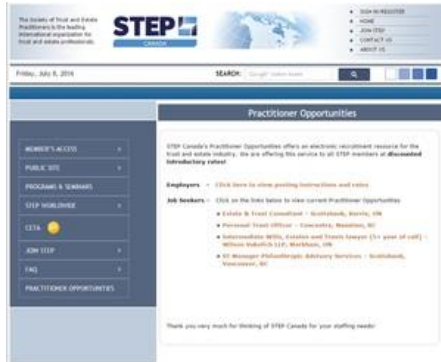 The Society of Trust and Estate
Practitioners is the leading
international organization for
trust and estate professionals.
STEP
CANADA
SIGN IN/REGISTER
HOME
JOIN STEP
CONTACT US
ABOUT US
Friday, July 8, 2016
SEARCH:
Practitioner Opportunities
MEMBER'S ACCESS
PUBLIC SITE
PROGRAMS & SEMINARS
STEP WORLDWIDE
CETA
JOIN STEP
FAQ
PRACTITIONER OPPORTUNITIES
STEP Canada's Practitioner Opportunities offers an electronic recruitment resource for the
trust and estate industry. We are offering this service to all STEP members at discounted
introductory rates!
Employers - Click here to view posting instructions and rates
Job Seekers - Click on the links below to view current Practitioner Opportunities
Estate & Trust Consultant - Scotiabank, Barrie, ON
Personal Trust Officer - Concentra, Nanaimo, BC
Intermediate Wills, Estates and Trusts lawyer (5+ year of call) -
Wilson Vukelich LLP, Markham, ON
Sr Manager Philanthropic Advisory Services - Scotiabank,
Vancouver, BC
Thank you very much for thinking of STEP Canada for your staffing needs!